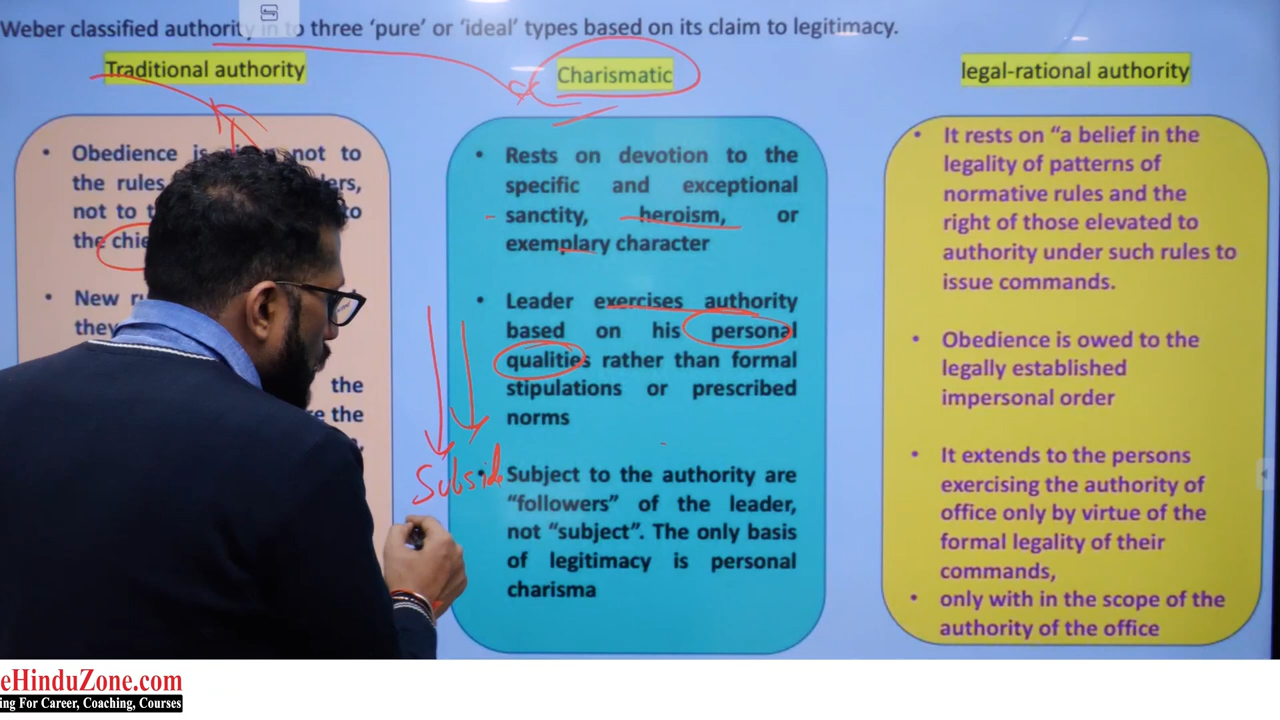 Weber classified authority in to three ‘pure’ or ‘ideal’ types based on its claim to legitimacy.
Traditional authority
• Obedience is not to
the rules
not to to
the
• New
they
the
the
Charismatic
• Rests on devotion to the
specific and exceptional
sanctity, heroism, or
exemplary character
• Leader exercises authority
based on his personal
qualities rather than formal
stipulations or prescribed
norms
• Subject to the authority are
“followers” of the leader,
not “subject”. The only basis
of legitimacy is personal
charisma
Subsid
legal-rational authority
• It rests on “a belief in the
legality of patterns of
normative rules and the
right of those elevated to
authority under such rules to
issue commands.
• Obedience is owed to the
legally established
impersonal order
• It extends to the persons
exercising the authority of
office only by virtue of the
formal legality of their
commands,
• only with in the scope of the
authority of the office
eHinduZone.com
ing For Career, Coaching, Courses